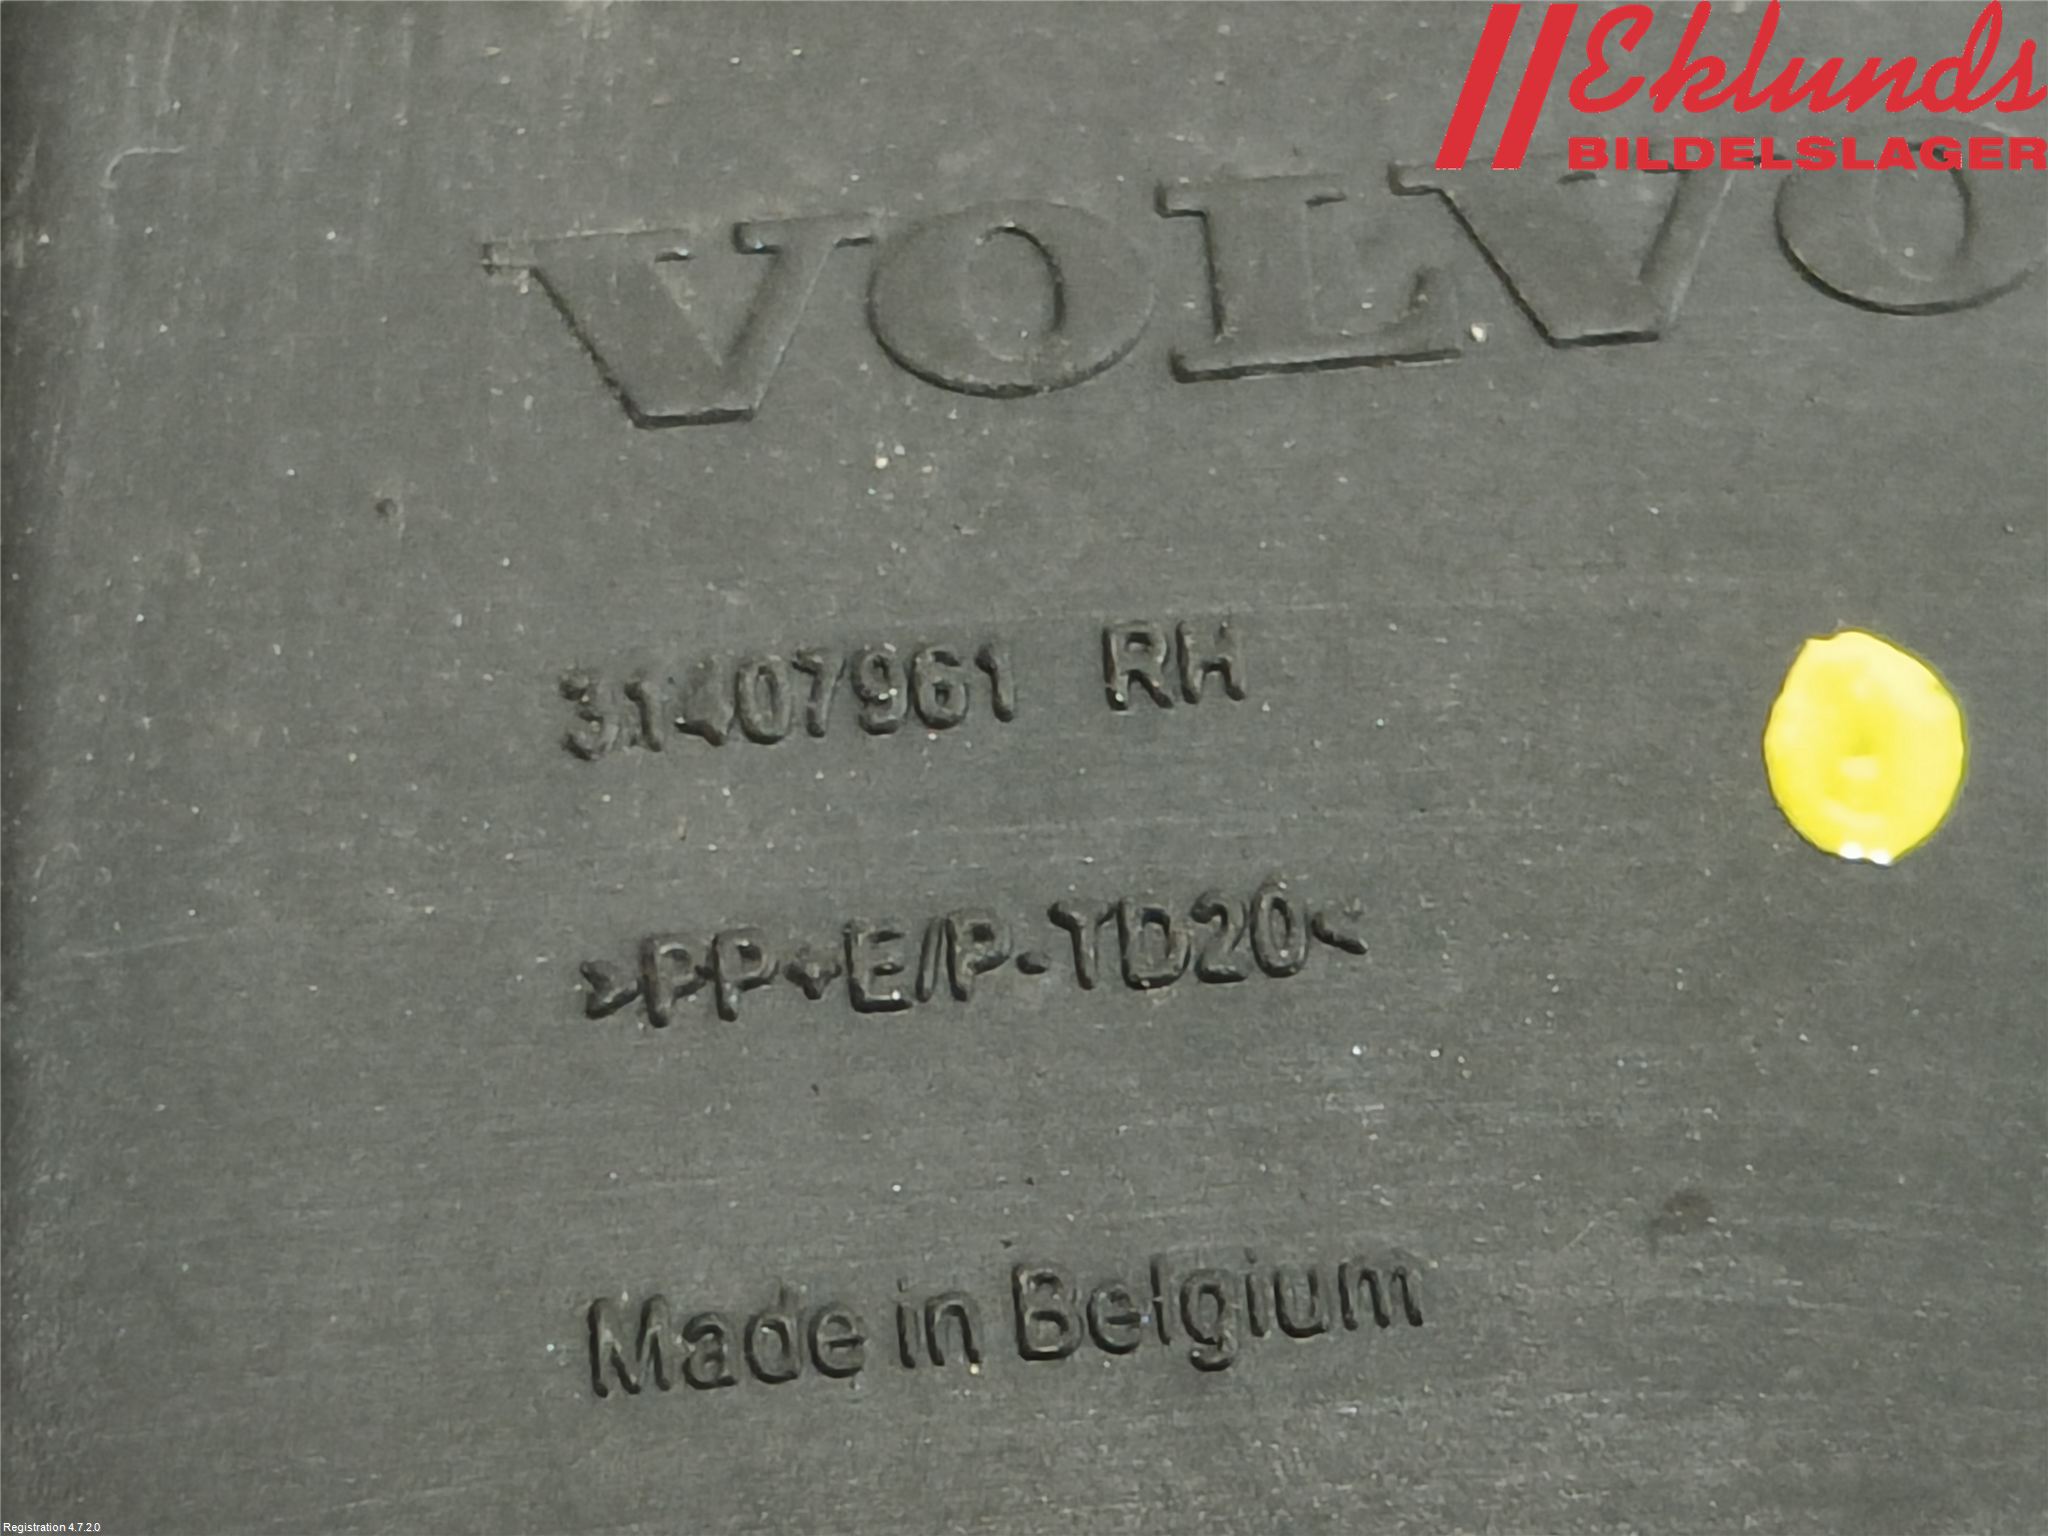 Eklunds
BILDELSLAGER
VOLVO
31407961 RH
>PP+E/P-TD20<
Made in Belgium
Registration 4.7.2.0